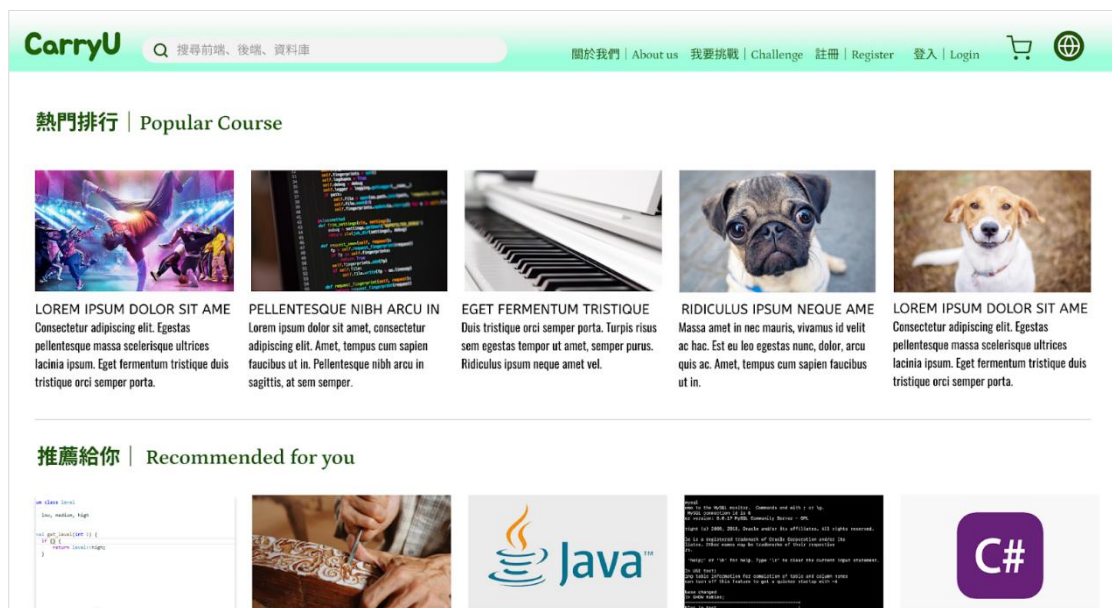 CarryU
搜尋前端、後端、資料庫
關於我們｜About us 我要挑戰｜Challenge 註冊｜Register 登入｜Login
熱門排行｜Popular Course
LOREM IPSUM DOLOR SIT AME
Consectetur adipiscing elit. Egestas
pellentesque massa scelerisque ultrices
lacinia ipsum. Eget fermentum tristique duis
tristique orci semper porta.
PELLENTESQUE NIBH ARCU IN
Lorem ipsum dolor sit amet, consectetur
adipiscing elit. Amet, tempus cum sapien
faucibus ut in. Pellentesque nibh arcu in
sagittis, at sem semper.
EGET FERMENTUM TRISTIQUE
Duis tristique orci semper porta. Turpis risus
sem egestas tempor ut amet, semper purus.
Ridiculus ipsum neque amet vel.
RIDICULUS IPSUM NEQUE AME
Massa amet in nec mauris, vivamus id velit
ac hac. Est eu leo egestas nunc, dolor, arcu
quis ac. Amet, tempus cum sapien faucibus
ut in.
LOREM IPSUM DOLOR SIT AME
Consectetur adipiscing elit. Egestas
pellentesque massa scelerisque ultrices
lacinia ipsum. Eget fermentum tristique duis
tristique orci semper porta.
推薦給你｜Recommended for you
low, medium, high
return level::high;
Java™
C#